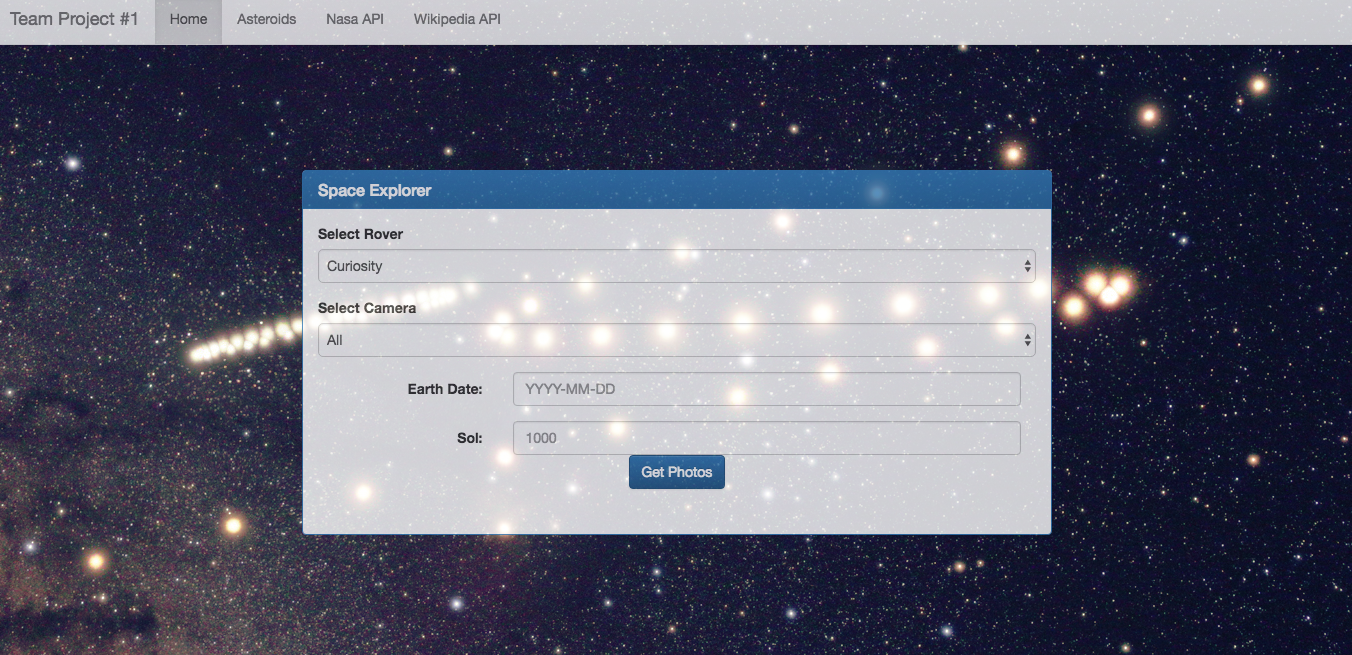 Team Project #1 Home Asteroids Nasa API Wikipedia API
Space Explorer
Select Rover
Curiosity
Select Camera
All
Earth Date: YYYY-MM-DD
Sol: 1000
Get Photos